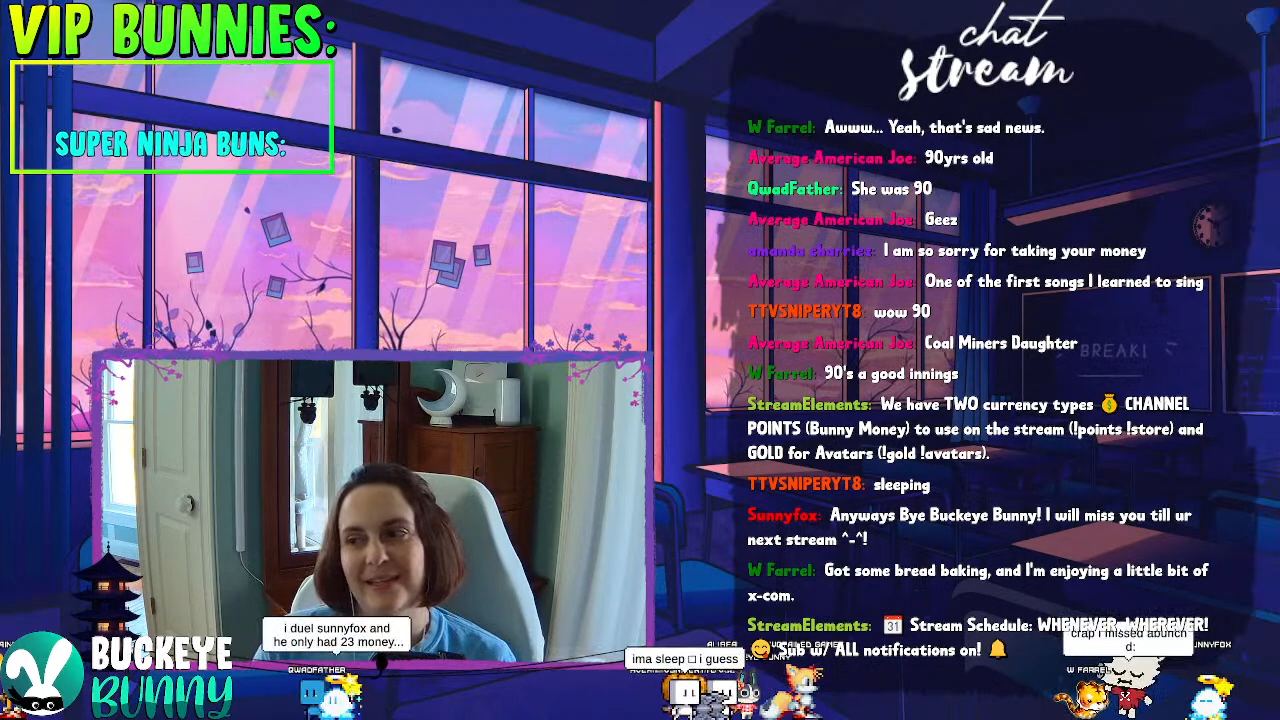 VIP BUNNIES:
SUPER NINJA BUNS:
chat
stream
W Farrel: Awww... Yeah, that's sad news.
Average American Joe: 90yrs old
QwadFather: She was 90
Average American Joe: Geez
amanda charriez: I am so sorry for taking your money
Average American Joe: One of the first songs I learned to sing
TTVSNIPERYT8: wow 90
Average American Joe: Coal Miners Daughter
W Farrel: 90's a good innings
StreamElements: We have TWO currency types 💰 CHANNEL
POINTS (Bunny Money) to use on the stream (!points !store) and
GOLD for Avatars (!gold !avatars).
TTVSNIPERYT8: sleeping
Sunnyfox: Anyways Bye Buckeye Bunny! I will miss you till ur
next stream ^-^!
W Farrel: Got some bread baking, and I'm enjoying a little bit of
x-com.
StreamElements: 📅 Stream Schedule: WHENEVER, WHEREVER!
😊 Sub w/ ALL notifications on! 🔔
BREAK!
i duel sunnyfox and
he only had 23 money...
ima sleep □ i guess
crap i missed abunch
d:
QWADFATHER
W FARREL
BUCKEYE
BUNNY